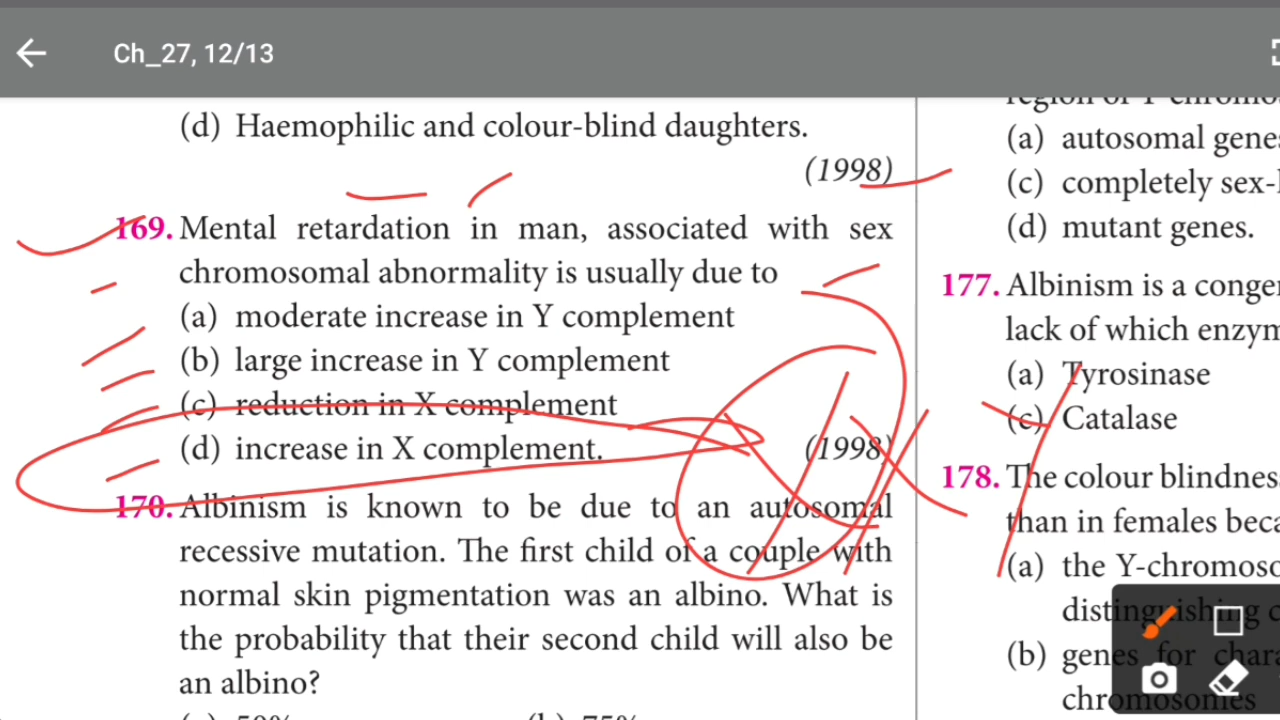 Ch_27, 12/13
(d) Haemophilic and colour-blind daughters.
(1998)
169. Mental retardation in man, associated with sex
chromosomal abnormality is usually due to
(a) moderate increase in Y complement
(b) large increase in Y complement
(c) reduction in X complement
(d) increase in X complement. (1998)
170. Albinism is known to be due to an autosomal
recessive mutation. The first child of a couple with
normal skin pigmentation was an albino. What is
the probability that their second child will also be
an albino?
(a) autosomal gene
(c) completely sex-l
(d) mutant genes.
177. Albinism is a conge
lack of which enzym
(a) Tyrosinase
(c) Catalase
178. The colour blindnes
than in females beca
(a) the Y-chromoso
distinguishing c
(b) genes for chara
chromosomes
XXY